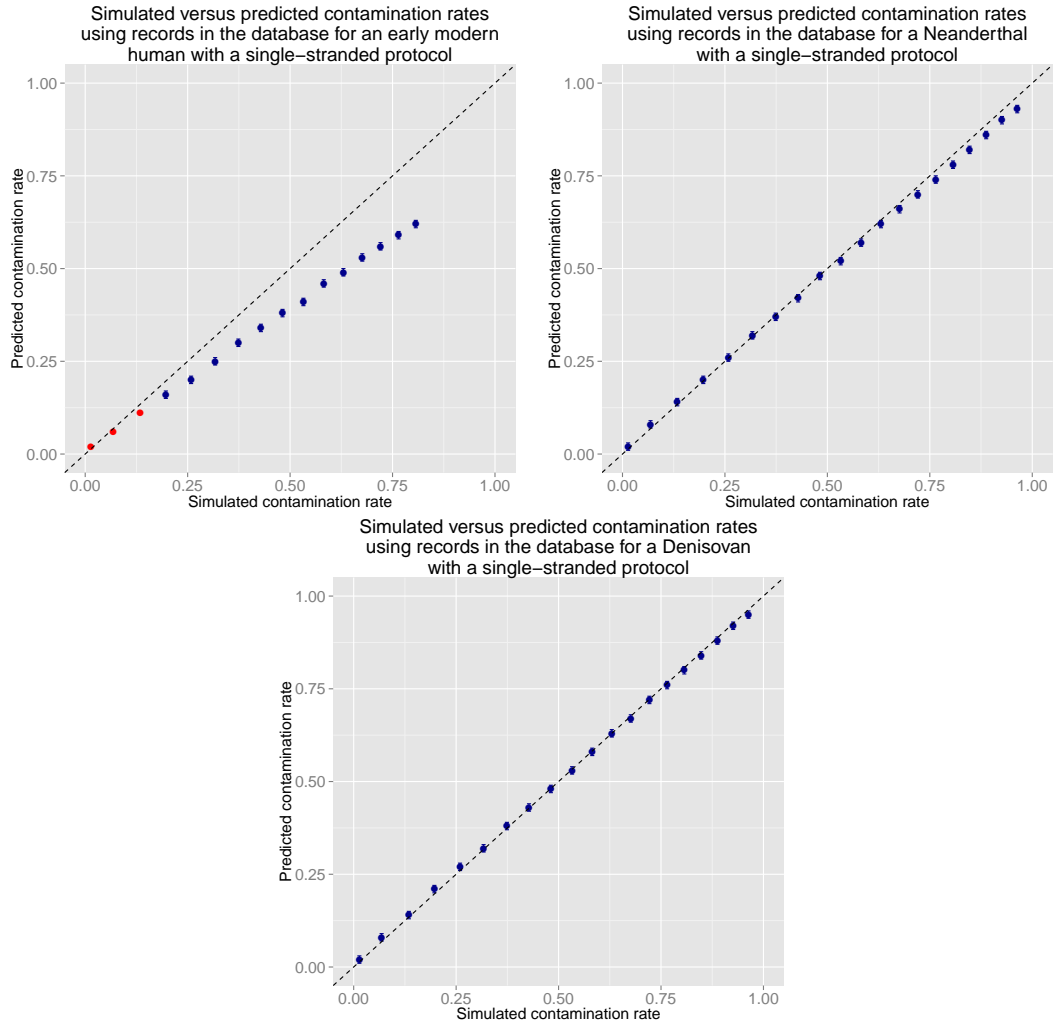 Simulated versus predicted contamination rates
using records in the database for an early modern
human with a single−stranded protocol
1.00
0.75
0.50
0.25
0.00
Predicted contamination rate
0.00 0.25 0.50 0.75 1.00
Simulated contamination rate
Simulated versus predicted contamination rates
using records in the database for a Neanderthal
with a single−stranded protocol
1.00
0.75
0.50
0.25
0.00
Predicted contamination rate
0.00 0.25 0.50 0.75 1.00
Simulated contamination rate
Simulated versus predicted contamination rates
using records in the database for a Denisovan
with a single−stranded protocol
1.00
0.75
0.50
0.25
0.00
Predicted contamination rate
0.00 0.25 0.50 0.75 1.00
Simulated contamination rate